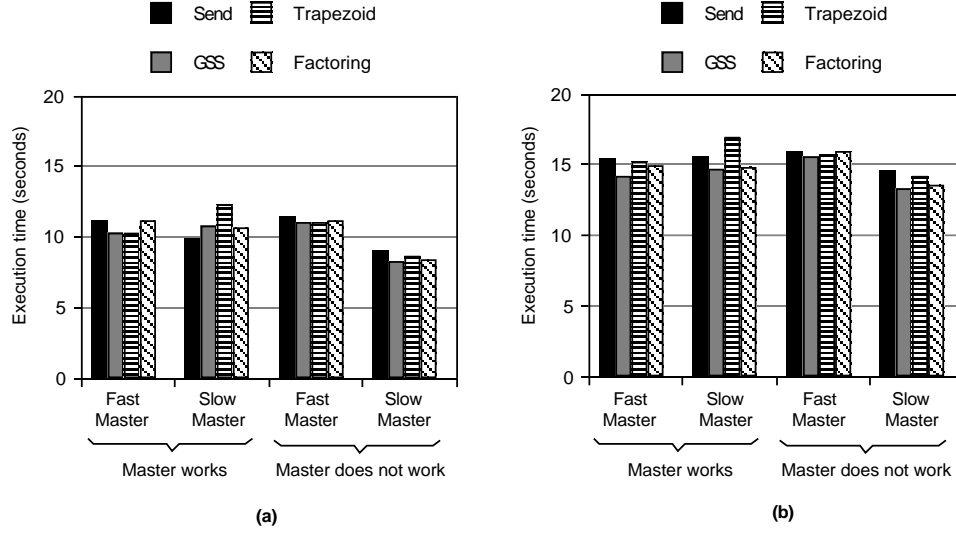 Send Trapezoid
GSS Factoring
Execution time (seconds)
20
15
10
5
0
Fast Master
Slow Master
Fast Master
Slow Master
Master works
Master does not work
(a)
Send Trapezoid
GSS Factoring
Execution time (seconds)
20
15
10
5
0
Fast Master
Slow Master
Fast Master
Slow Master
Master works
Master does not work
(b)